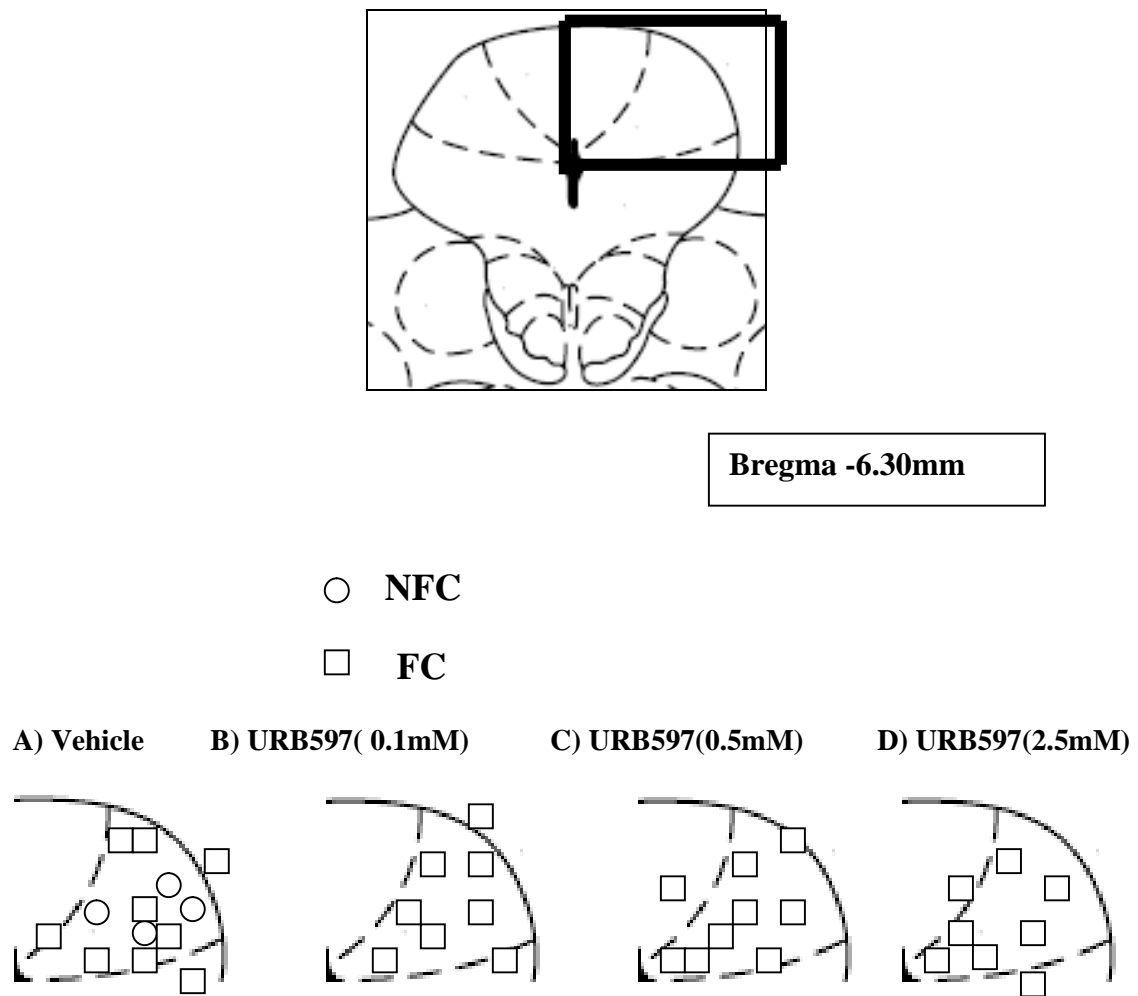 Bregma -6.30mm
NFC
FC
A) Vehicle B) URB597( 0.1mM) C) URB597(0.5mM) D) URB597(2.5mM)